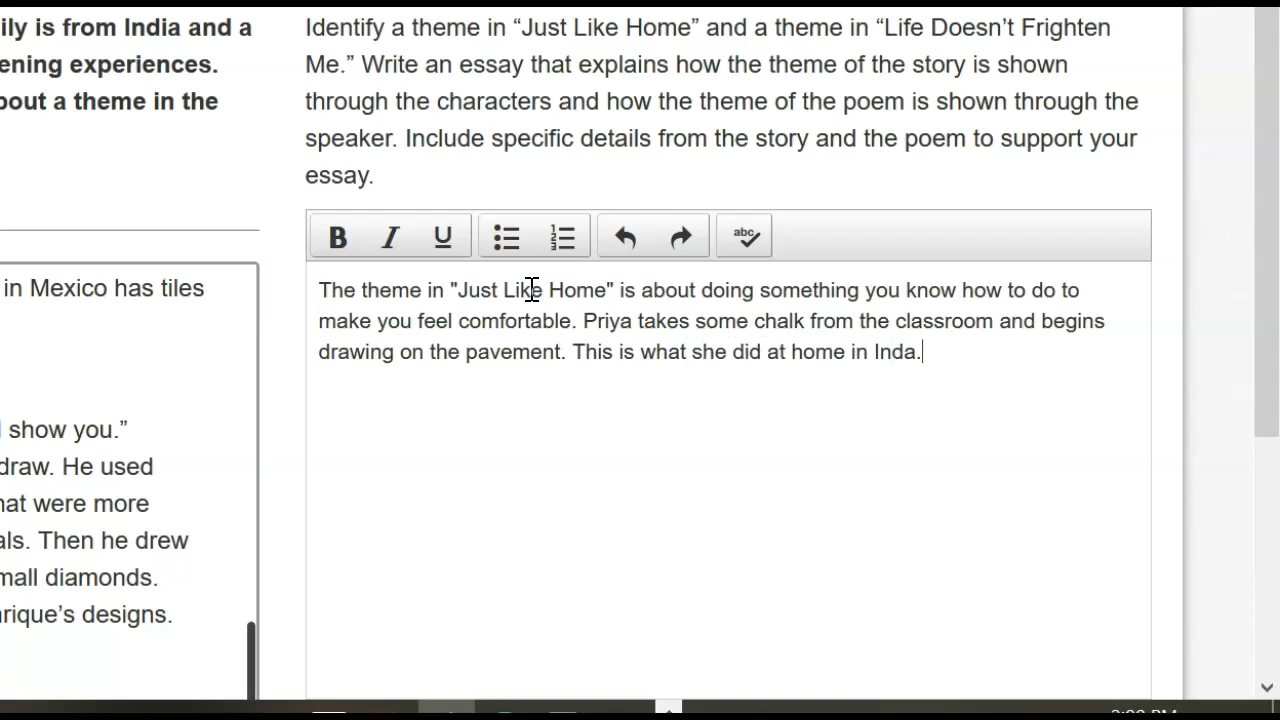 ily is from India and a
ening experiences.
bout a theme in the
in Mexico has tiles
show you.”
draw. He used
hat were more
als. Then he drew
mall diamonds.
rique’s designs.
Identify a theme in “Just Like Home” and a theme in “Life Doesn’t Frighten
Me.” Write an essay that explains how the theme of the story is shown
through the characters and how the theme of the poem is shown through the
speaker. Include specific details from the story and the poem to support your
essay.
B I U abc
The theme in "Just Like Home" is about doing something you know how to do to
make you feel comfortable. Priya takes some chalk from the classroom and begins
drawing on the pavement. This is what she did at home in Inda.